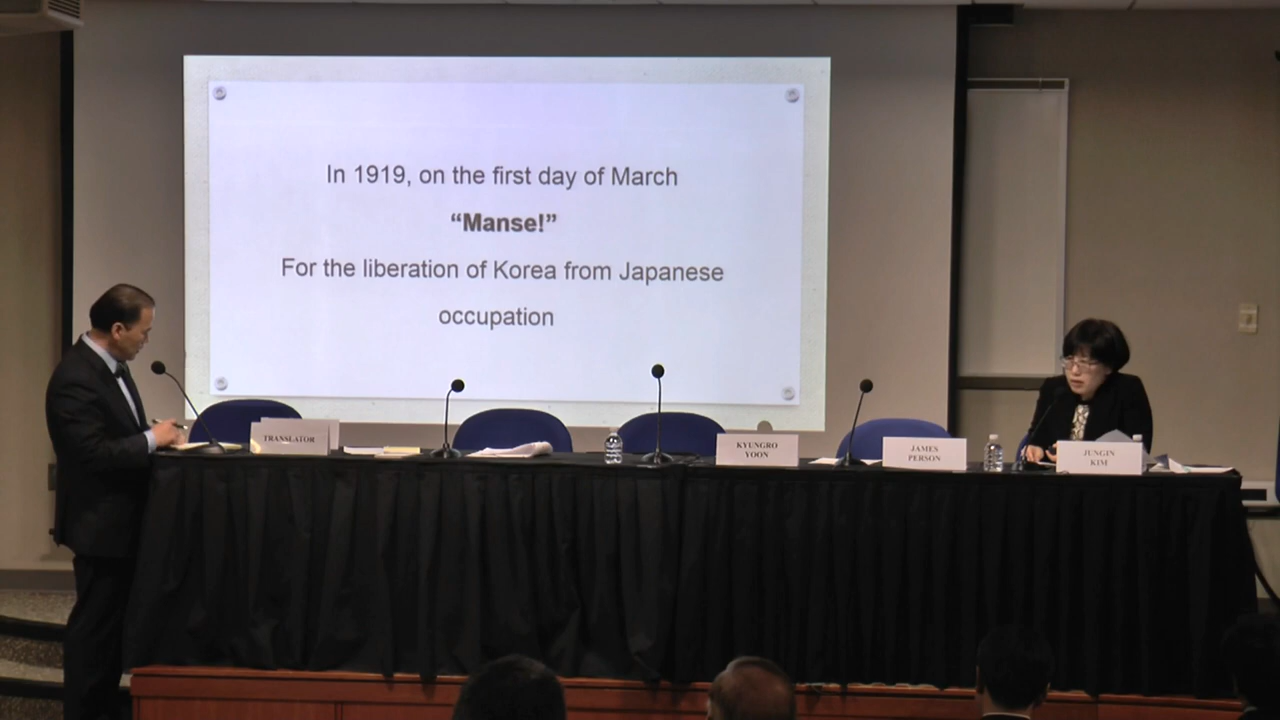 In 1919, on the first day of March
“Manse!”
For the liberation of Korea from Japanese
occupation
TRANSLATOR
KYUNGRO
YOON
JAMES
PERSON
JUNGIN
KIM